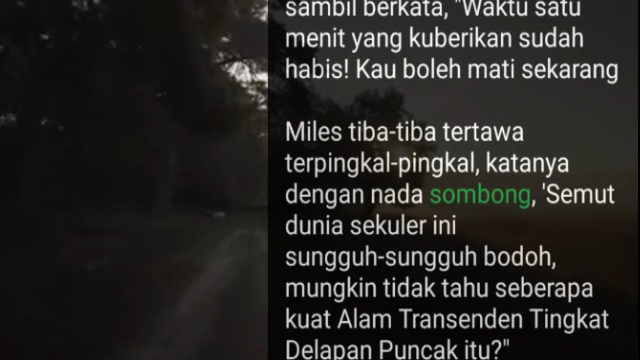 sambil berkata, "Waktu satu
menit yang kuberikan sudah
habis! Kau boleh mati sekarang
Miles tiba-tiba tertawa
terpingkal-pingkal, katanya
dengan nada sombong, 'Semut
dunia sekuler ini
sungguh-sungguh bodoh,
mungkin tidak tahu seberapa
kuat Alam Transenden Tingkat
Delapan Puncak itu?"